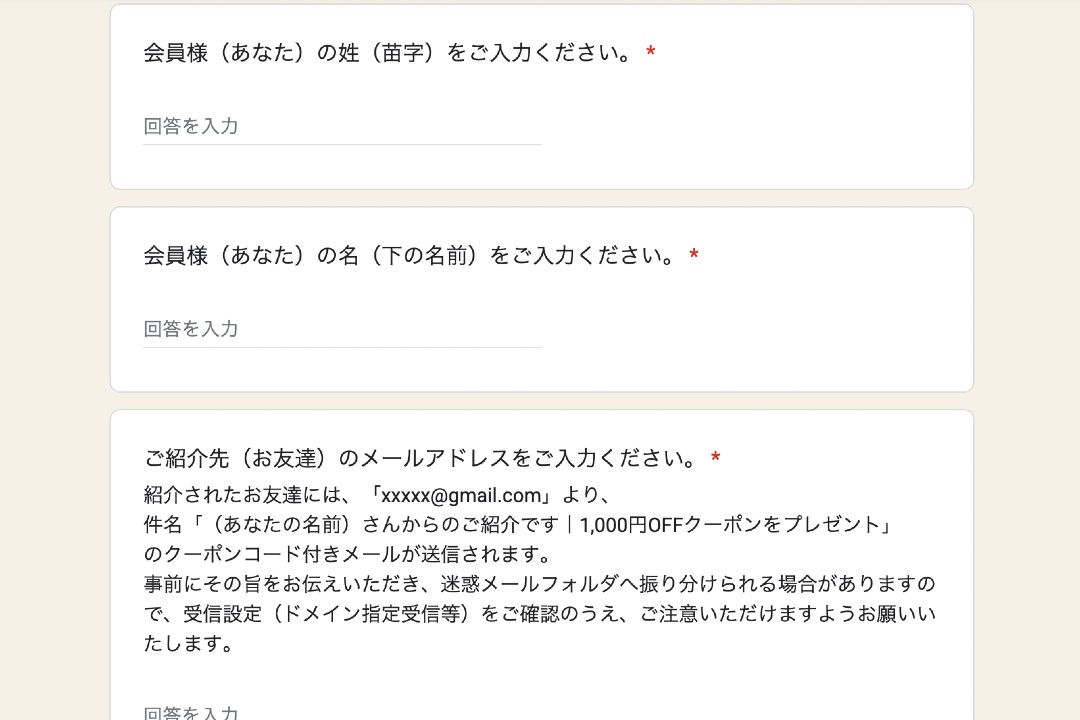 会員様（あなた）の姓（苗字）をご入力ください。 *
回答を入力
会員様（あなた）の名（下の名前）をご入力ください。 *
回答を入力
ご紹介先（お友達）のメールアドレスをご入力ください。 *
紹介されたお友達には、「xxxxx@gmail.com」より、
件名「（あなたの名前）さんからのご紹介です｜1,000円OFFクーポンをプレゼント」
のクーポンコード付きメールが送信されます。
事前にその旨をお伝えいただき、迷惑メールフォルダへ振り分けられる場合がありますの
で、受信設定（ドメイン指定受信等）をご確認のうえ、ご注意いただけますようお願いい
たします。
回答を入力